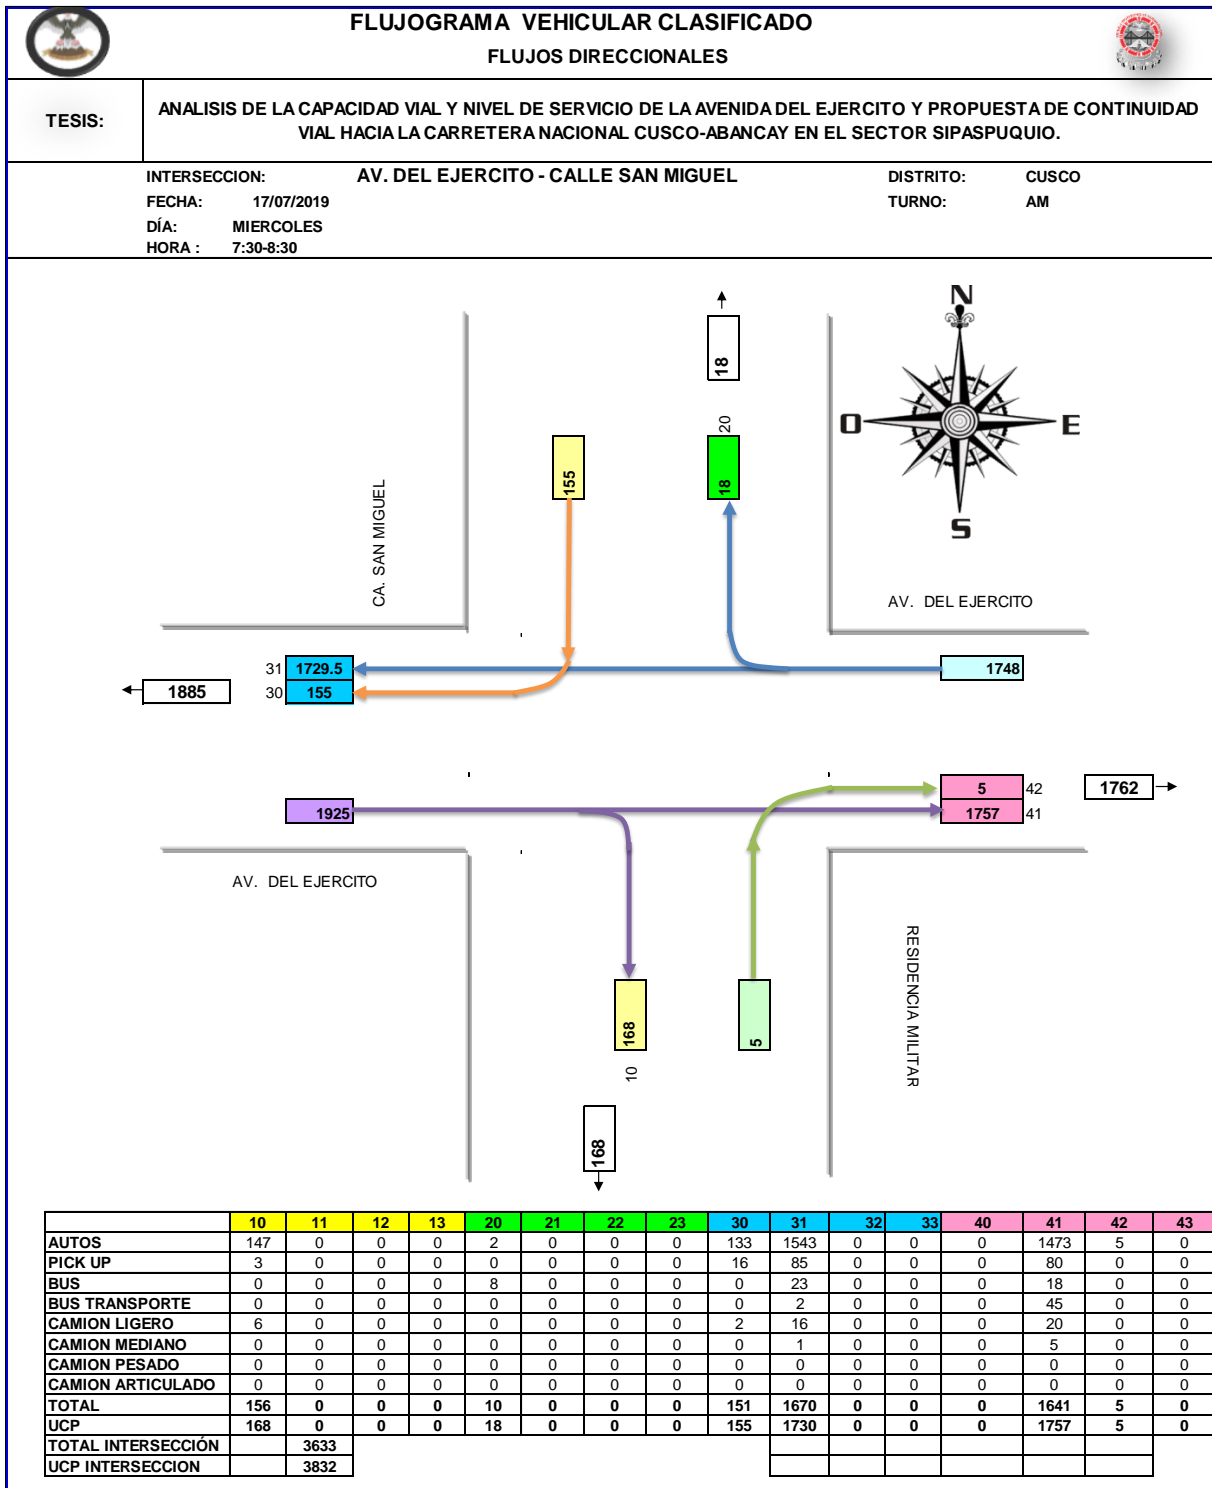 FLUJOGRAMA VEHICULAR CLASIFICADO
FLUJOS DIRECCIONALES
TESIS:
ANALISIS DE LA CAPACIDAD VIAL Y NIVEL DE SERVICIO DE LA AVENIDA DEL EJERCITO Y PROPUESTA DE CONTINUIDAD
VIAL HACIA LA CARRETERA NACIONAL CUSCO-ABANCAY EN EL SECTOR SIPASPUQUIO.
INTERSECCION: AV. DEL EJERCITO - CALLE SAN MIGUEL DISTRITO: CUSCO
FECHA: 17/07/2019 TURNO: AM
DÍA: MIERCOLES
HORA : 7:30-8:30
N
18
O E
20
155
18
S
CA. SAN MIGUEL
AV. DEL EJERCITO
31 1729.5 1748
1885 30 155
5 42 1762
1925 1757 41
AV. DEL EJERCITO
RESIDENCIA MILITAR
168 5
10
168
10 11 12 13 20 21 22 23 30 31 32 33 40 41 42 43
AUTOS 147 0 0 0 2 0 0 0 133 1543 0 0 0 1473 5 0
PICK UP 3 0 0 0 0 0 0 0 16 85 0 0 0 80 0 0
BUS 0 0 0 0 8 0 0 0 0 23 0 0 0 18 0 0
BUS TRANSPORTE 0 0 0 0 0 0 0 0 0 2 0 0 0 45 0 0
CAMION LIGERO 6 0 0 0 0 0 0 0 2 16 0 0 0 20 0 0
CAMION MEDIANO 0 0 0 0 0 0 0 0 0 1 0 0 0 5 0 0
CAMION PESADO 0 0 0 0 0 0 0 0 0 0 0 0 0 0 0 0
CAMION ARTICULADO 0 0 0 0 0 0 0 0 0 0 0 0 0 0 0 0
TOTAL 156 0 0 0 10 0 0 0 151 1670 0 0 0 1641 5 0
UCP 168 0 0 0 18 0 0 0 155 1730 0 0 0 1757 5 0
TOTAL INTERSECCIÓN 3633
UCP INTERSECCION 3832